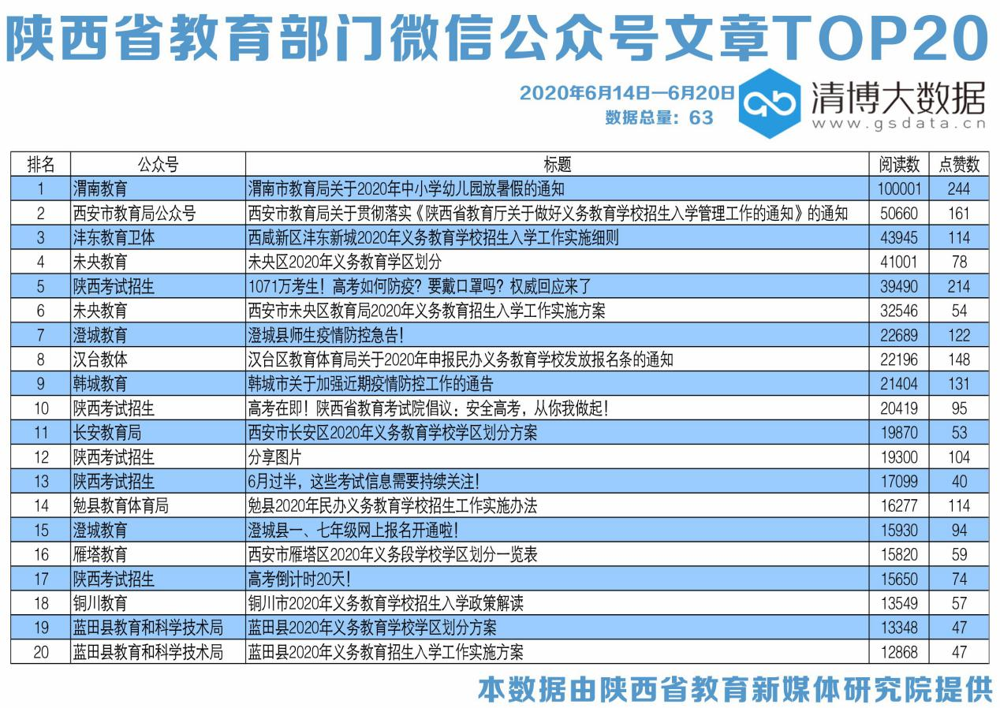 陕西省教育部门微信公众号文章TOP20
2020年6月14日—6月20日
数据总量：63
清博大数据
www.gsdata.cn
排名 公众号 标题 阅读数 点赞数
1 渭南教育 渭南市教育局关于2020年中小学幼儿园放暑假的通知 100001 244
2 西安市教育局公众号 西安市教育局关于贯彻落实《陕西省教育厅关于做好义务教育学校招生入学管理工作的通知》的通知 50660 161
3 沣东教育卫体 西咸新区沣东新城2020年义务教育学校招生入学工作实施细则 43945 114
4 未央教育 未央区2020年义务教育学区划分 41001 78
5 陕西考试招生 1071万考生！高考如何防疫？要戴口罩吗？权威回应来了 39490 214
6 未央教育 西安市未央区教育局2020年义务教育招生入学工作实施方案 32546 54
7 澄城教育 澄城县师生疫情防控急告！ 22689 122
8 汉台教体 汉台区教育体育局关于2020年申报民办义务教育学校发放报名条的通知 22196 148
9 韩城教育 韩城市关于加强近期疫情防控工作的通告 21404 131
10 陕西考试招生 高考在即！陕西省教育考试院倡议：安全高考，从你我做起！ 20419 95
11 长安教育局 西安市长安区2020年义务教育学校学区划分方案 19870 53
12 陕西考试招生 分享图片 19300 104
13 陕西考试招生 6月过半，这些考试信息需要持续关注！ 17099 40
14 勉县教育体育局 勉县2020年民办义务教育学校招生工作实施办法 16277 114
15 澄城教育 澄城县一、七年级网上报名开通啦！ 15930 94
16 雁塔教育 西安市雁塔区2020年义务段学校学区划分一览表 15820 59
17 陕西考试招生 高考倒计时20天！ 15650 74
18 铜川教育 铜川市2020年义务教育学校招生入学政策解读 13549 57
19 蓝田县教育和科学技术局 蓝田县2020年义务教育学校学区划分方案 13348 47
20 蓝田县教育和科学技术局 蓝田县2020年义务教育招生入学工作实施方案 12868 47
本数据由陕西省教育新媒体研究院提供